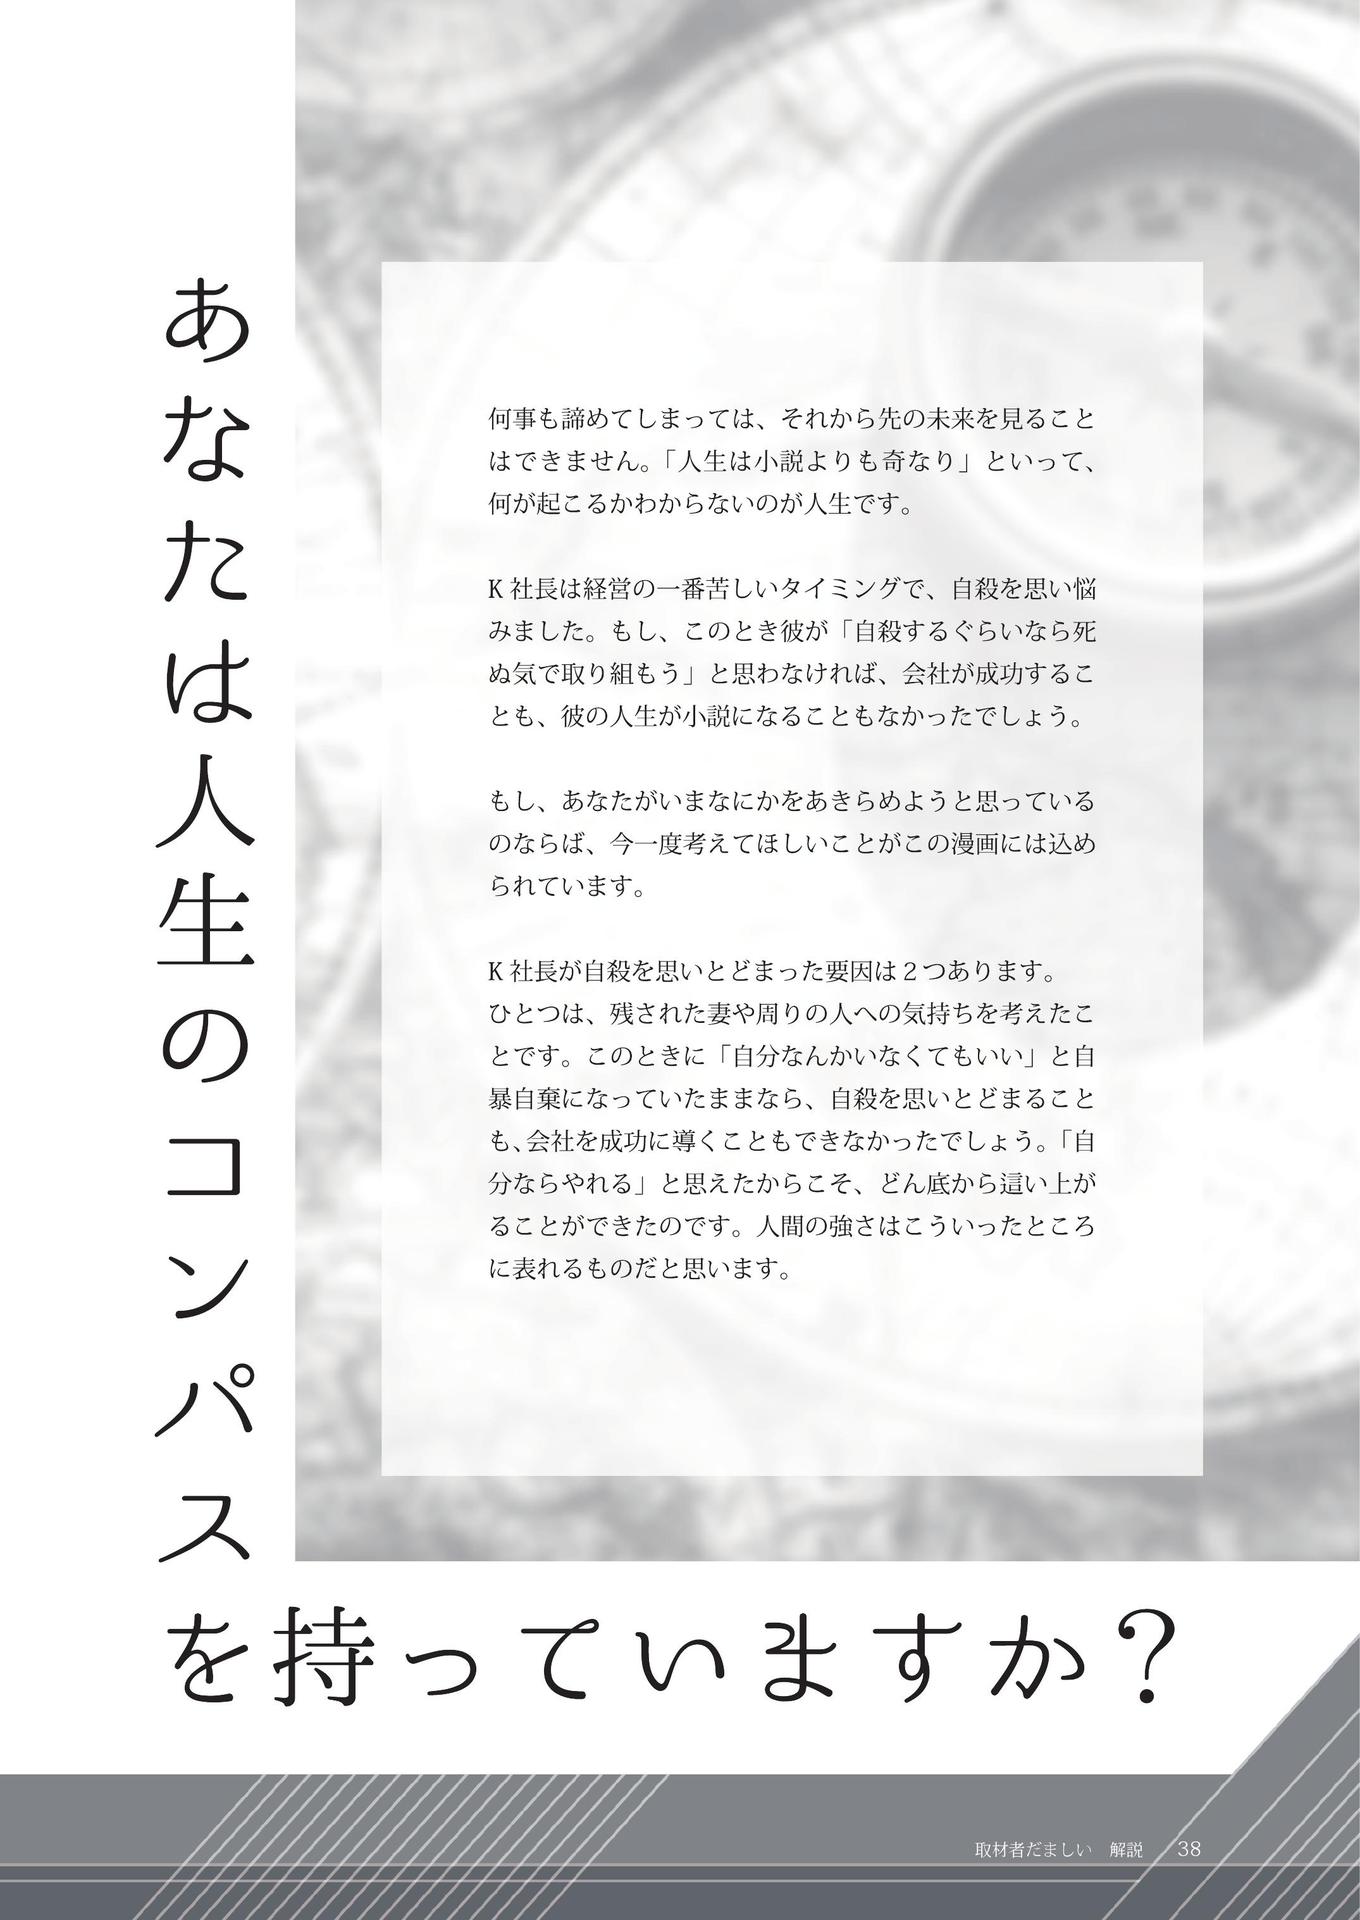 あなたは人生のコンパス
を持っていますか？
何事も諦めてしまっては、それから先の未来を見ること
はできません。「人生は小説よりも奇なり」といって、
何が起こるかわからないのが人生です。
K 社長は経営の一番苦しいタイミングで、自殺を思い悩
みました。もし、このとき彼が「自殺するぐらいなら死
ぬ気で取り組もう」と思わなければ、会社が成功するこ
とも、彼の人生が小説になることもなかったでしょう。
もし、あなたがいまなにかをあきらめようと思っている
のならば、今一度考えてほしいことがこの漫画には込め
られています。
K 社長が自殺を思いとどまった要因は２つあります。
ひとつは、残された妻や周りの人への気持ちを考えたこ
とです。このときに「自分なんかいなくてもいい」と自
暴自棄になっていたままなら、自殺を思いとどまること
も、会社を成功に導くこともできなかったでしょう。「自
分ならやれる」と思えたからこそ、どん底から這い上が
ることができたのです。人間の強さはこういったところ
に表れるものだと思います。
取材者だましい　解説　38